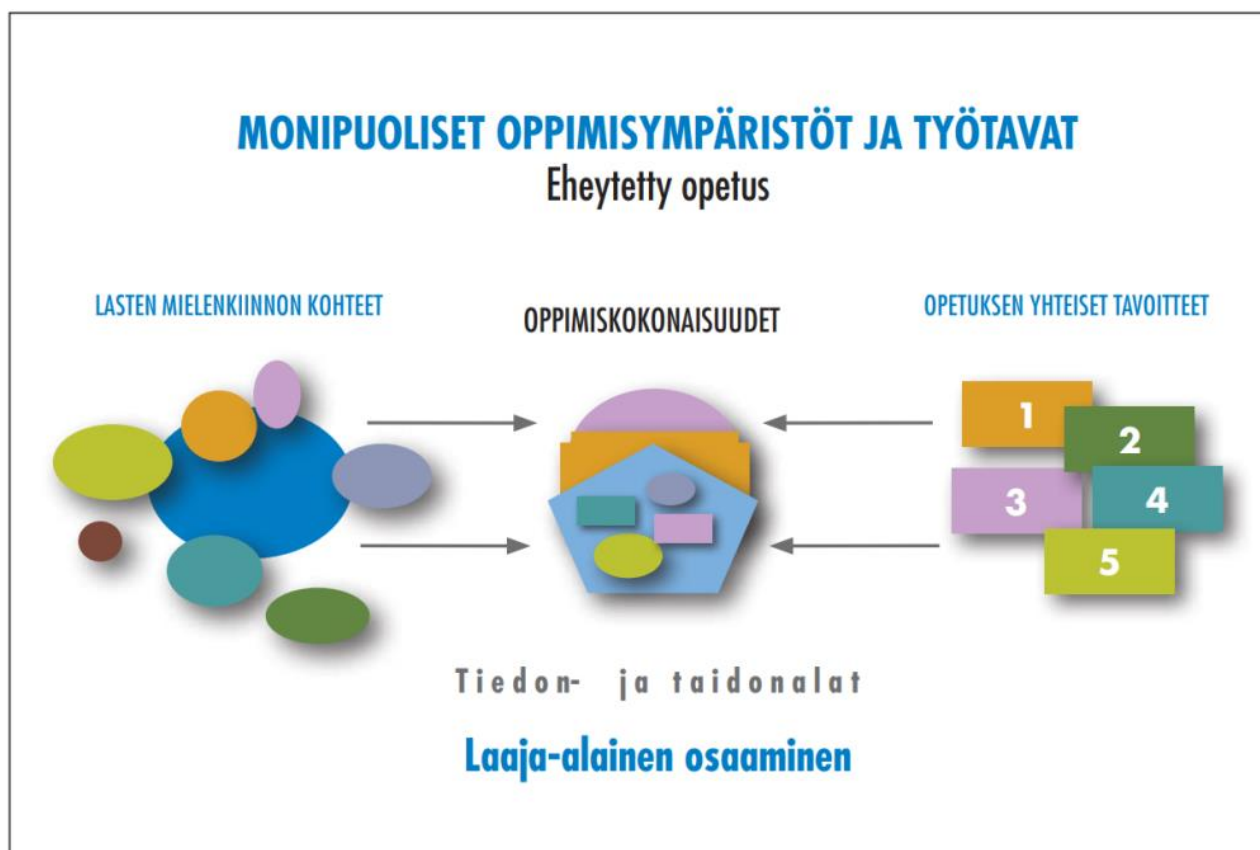 MONIPUOLISET OPPIMISYMPÄRISTÖT JA TYÖTAVAT
Eheytetty opetus
LASTEN MIELENKIINNON KOHTEET
OPPIMISKOKONAISUUDET
OPETUKSEN YHTEISET TAVOITTEET
1
2
3
4
5
Tiedon- ja taidonalat
Laaja-alainen osaaminen